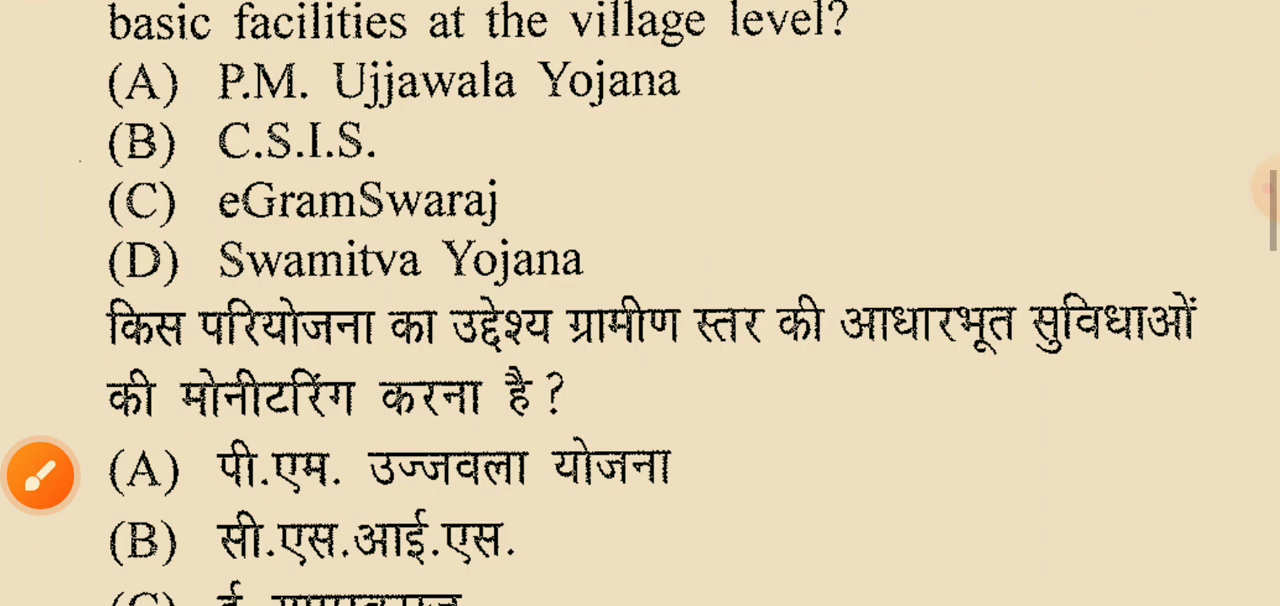 basic facilities at the village level?
(A) P.M. Ujjawala Yojana
(B) C.S.I.S.
(C) eGramSwaraj
(D) Swamitva Yojana
किस परियोजना का उद्देश्य ग्रामीण स्तर की आधारभूत सुविधाओं
की मोनीटरिंग करना है ?
(A) पी.एम. उज्जवला योजना
(B) सी.एस.आई.एस.
(C) ई